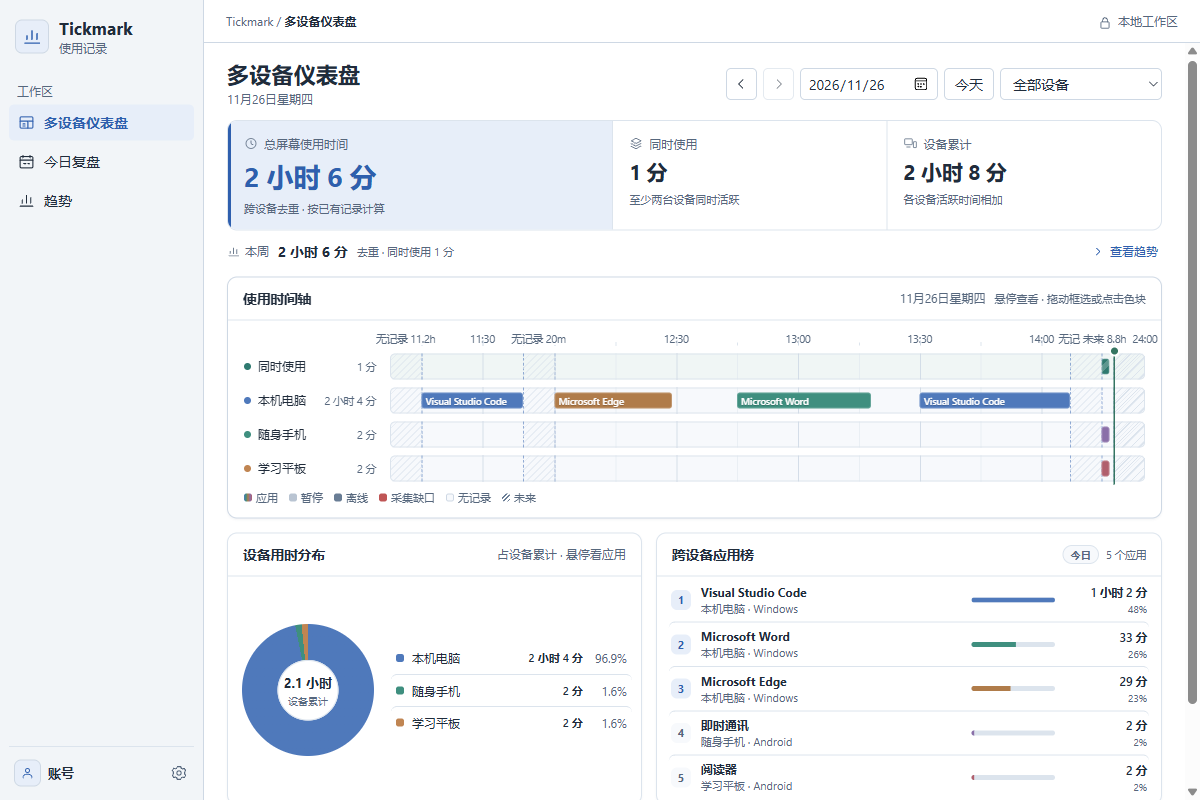 Tickmark
使用记录
工作区
多设备仪表盘
今日复盘
趋势
账号
Tickmark / 多设备仪表盘
本地工作区
多设备仪表盘
11月26日星期四
2026/11/26
今天
全部设备
总屏幕使用时间
2 小时 6 分
跨设备去重 · 按已有记录计算
同时使用
1 分
至少两台设备同时活跃
设备累计
2 小时 8 分
各设备活跃时间相加
本周 2 小时 6 分 去重 · 同时使用 1 分
查看趋势
使用时间轴
11月26日星期四 悬停查看 · 拖动框选或点击色块
无记录 11.2h 11:30 无记录 20m 12:30 13:00 13:30 14:00 无记 未来 8.8h 24:00
同时使用 1 分
本机电脑 2 小时 4 分 Visual Studio Code Microsoft Edge Microsoft Word Visual Studio Code
随身手机 2 分
学习平板 2 分
应用 暂停 离线 采集缺口 无记录 未来
设备用时分布
占设备累计 · 悬停看应用
2.1 小时
设备累计
本机电脑 2 小时 4 分 96.9%
随身手机 2 分 1.6%
学习平板 2 分 1.6%
跨设备应用榜
今日 5 个应用
1 Visual Studio Code 1 小时 2 分
本机电脑 · Windows 48%
2 Microsoft Word 33 分
本机电脑 · Windows 26%
3 Microsoft Edge 29 分
本机电脑 · Windows 23%
4 即时通讯 2 分
随身手机 · Android 2%
5 阅读器 2 分
学习平板 · Android 2%